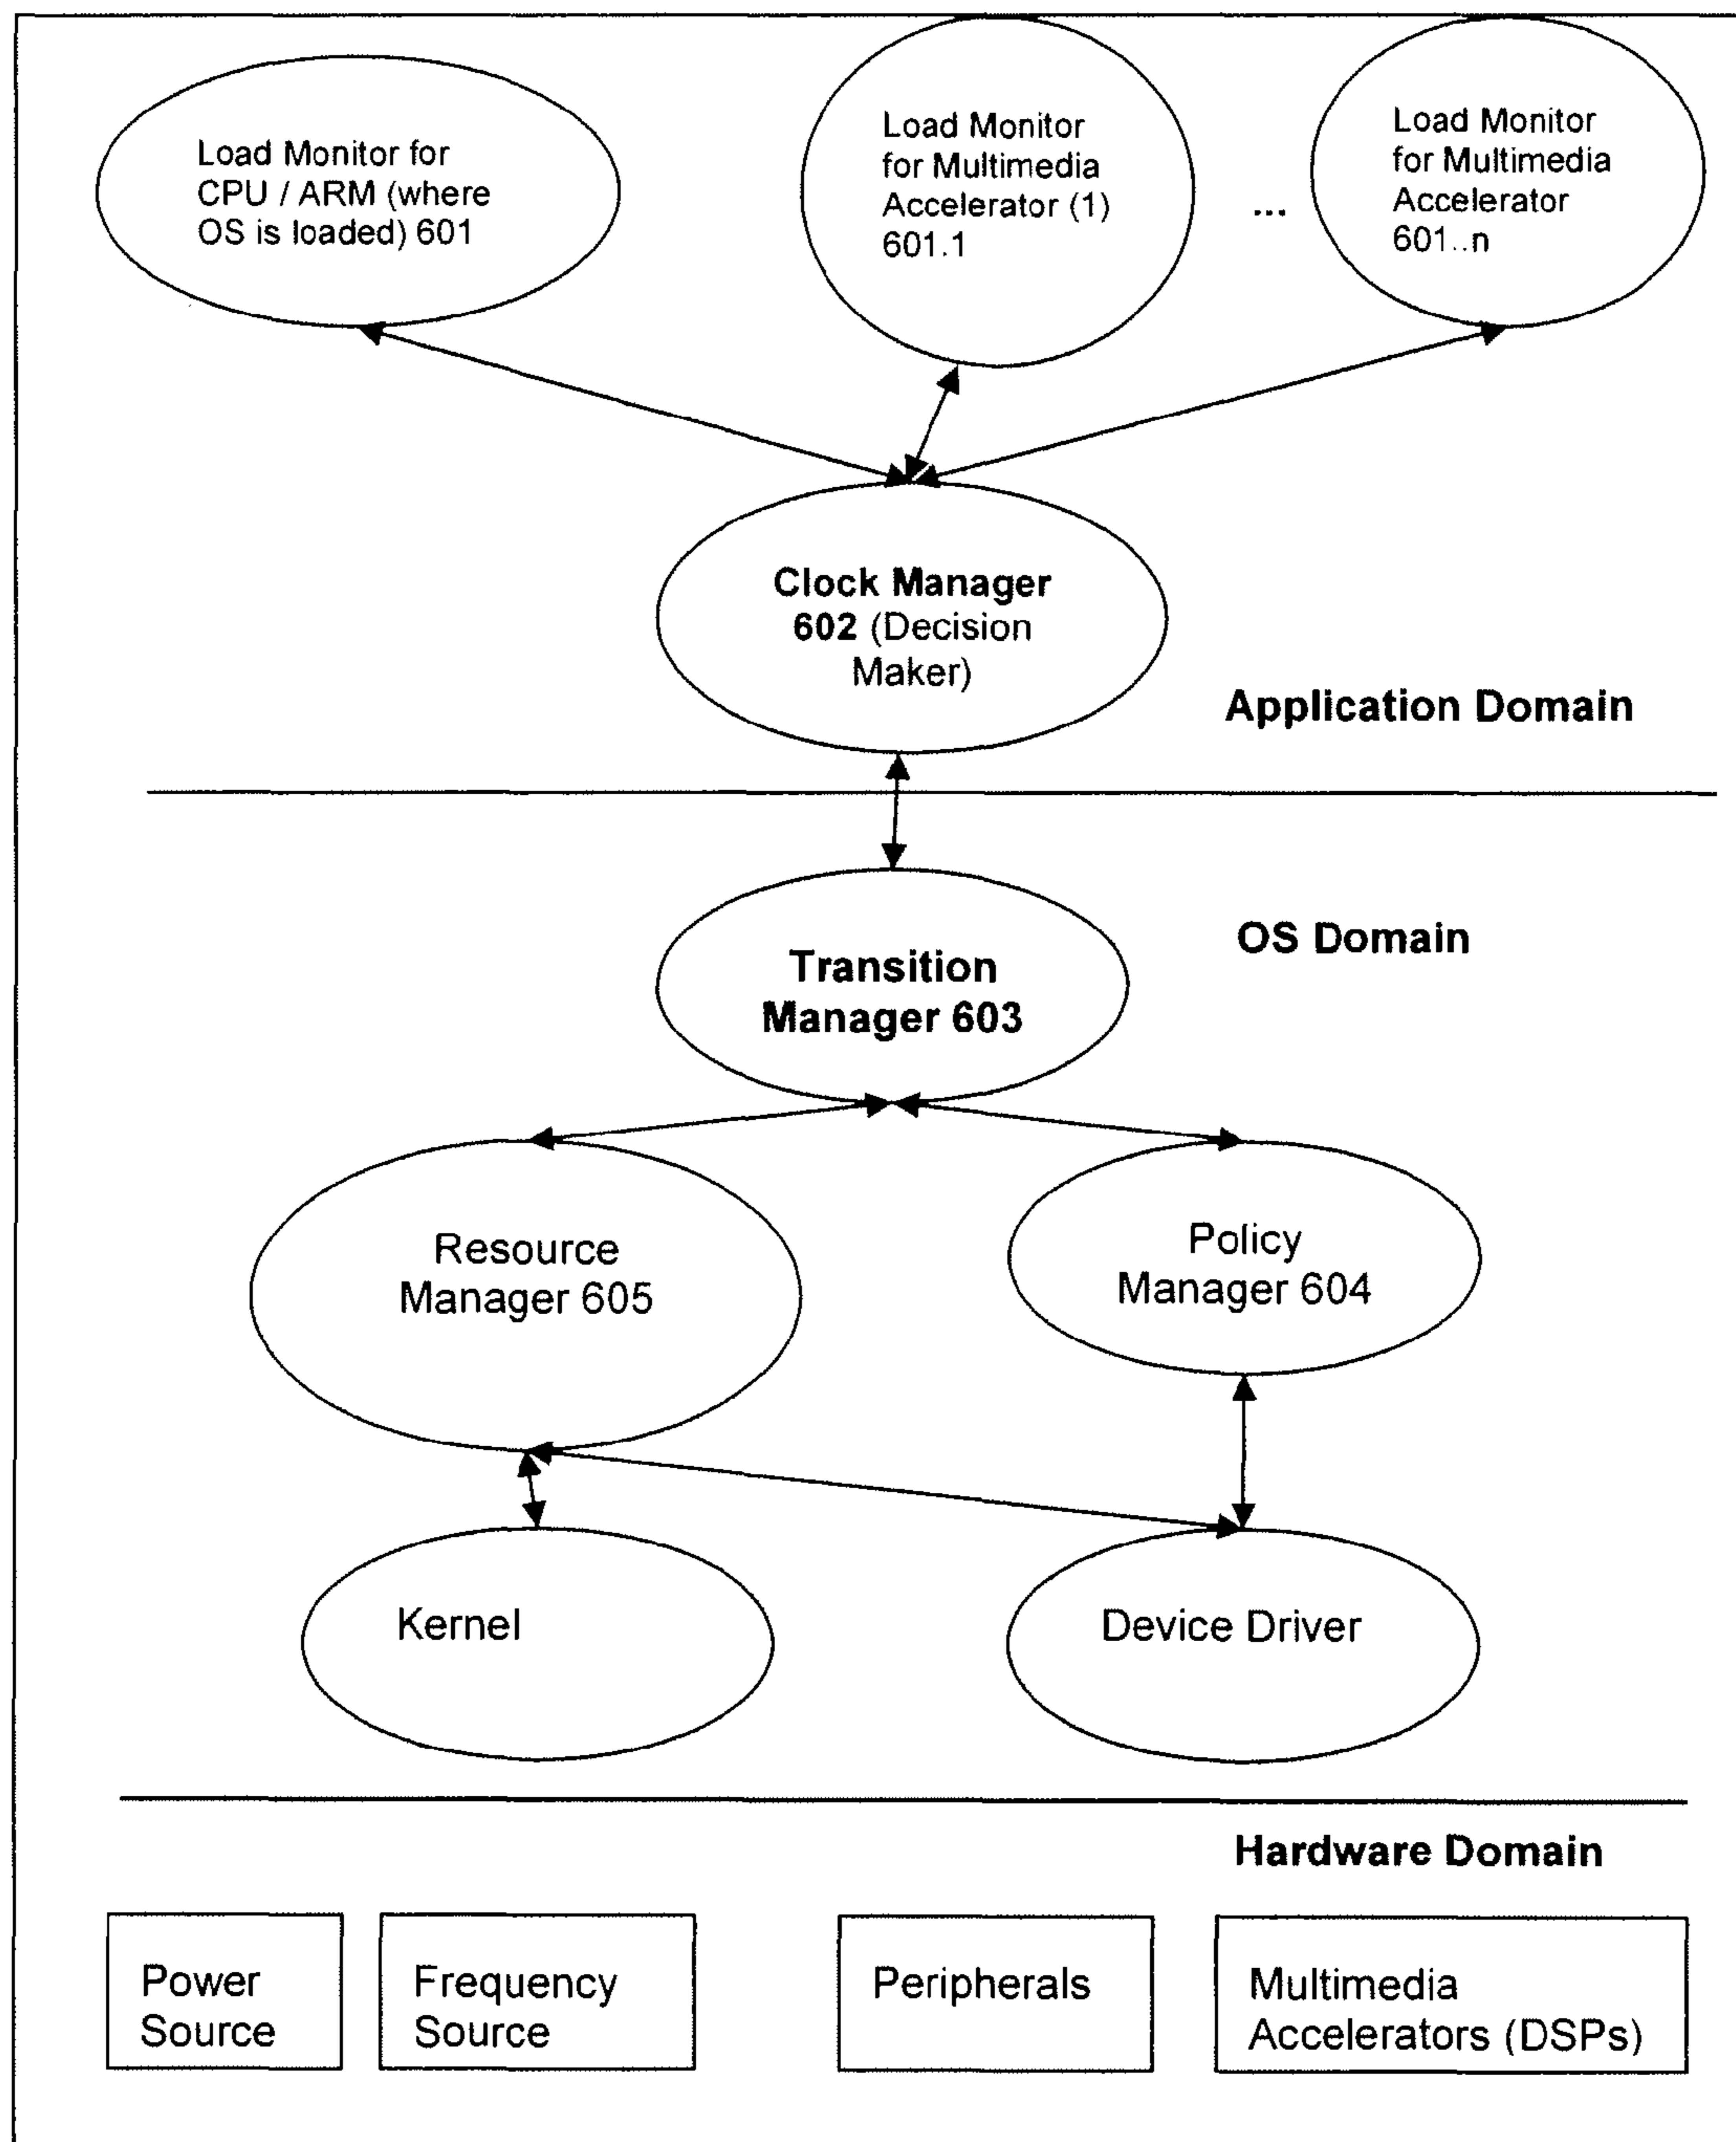 Load Monitor for
CPU / ARM (where
OS is loaded) 601
Load Monitor
for Multimedia
Accelerator (1)
601.1
...
Load Monitor
for Multimedia
Accelerator
601..n
Clock Manager
602 (Decision
Maker)
Application Domain
OS Domain
Transition
Manager 603
Resource
Manager 605
Policy
Manager 604
Kernel
Device Driver
Hardware Domain
Power
Source
Frequency
Source
Peripherals
Multimedia
Accelerators (DSPs)